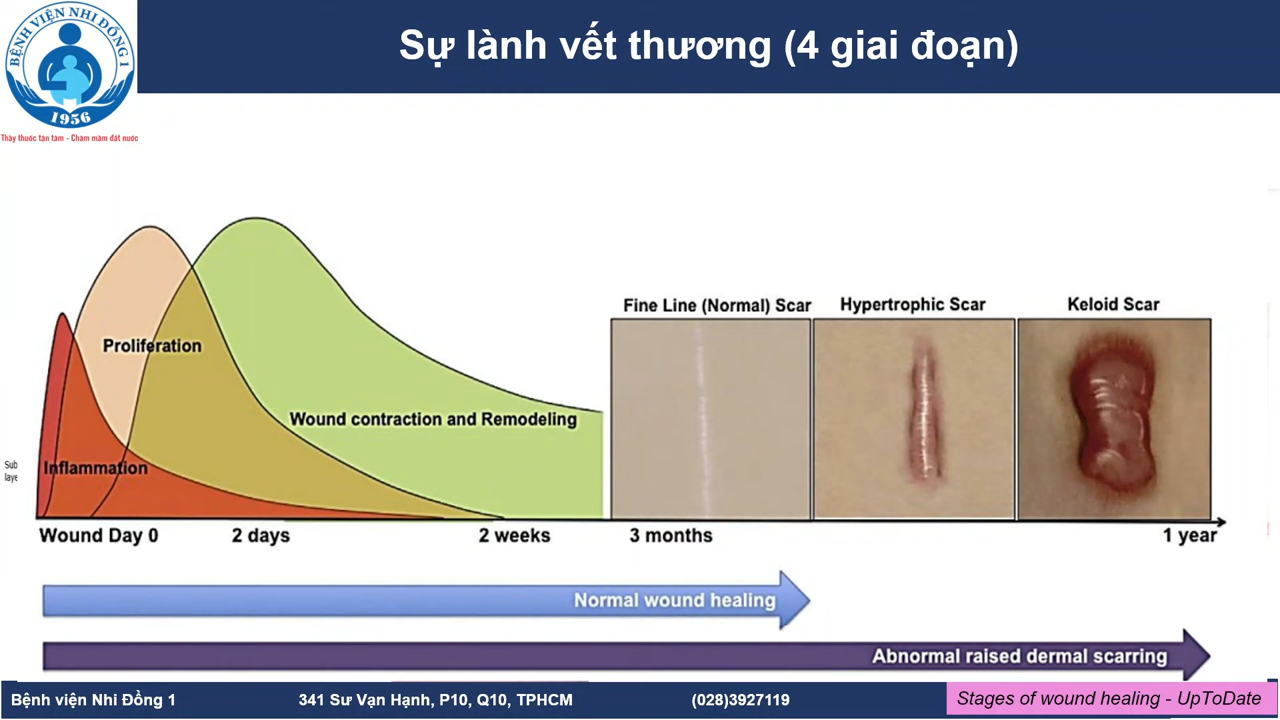 BỆNH VIỆN NHI ĐỒNG 1
1956
Thầy thuốc tận tâm - Chăm mầm đất nước
Sự lành vết thương (4 giai đoạn)
Fine Line (Normal) Scar
Hypertrophic Scar
Keloid Scar
Proliferation
Wound contraction and Remodeling
Inflammation
Sub
laye
Wound Day 0
2 days
2 weeks
3 months
1 year
Normal wound healing
Abnormal raised dermal scarring
Bệnh viện Nhi Đồng 1
341 Sư Vạn Hạnh, P10, Q10, TPHCM
(028)3927119
Stages of wound healing - UpToDate